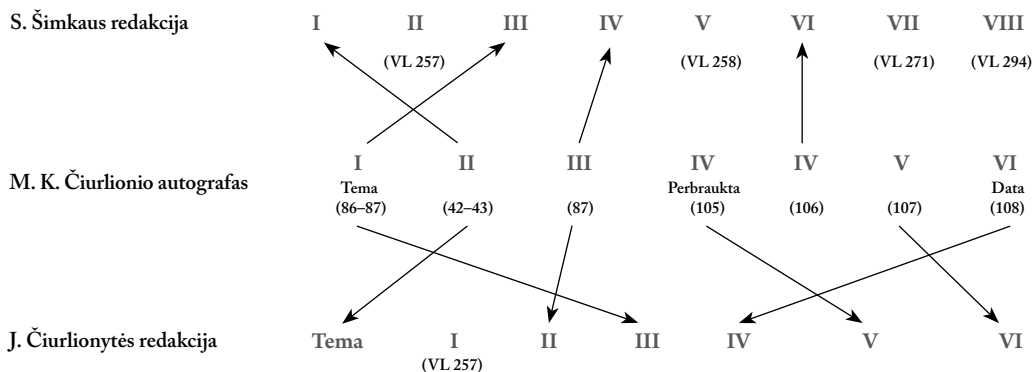 S. Šimkaus redakcija I II III IV V VI VII VIII
(VL 257) (VL 258) (VL 271) (VL 294)
M. K. Čiurlionio autografas I II III IV IV V VI
Tema Perbraukta Data
(86–87) (42–43) (87) (105) (106) (107) (108)
J. Čiurlionytės redakcija Tema I II III IV V VI
(VL 257)